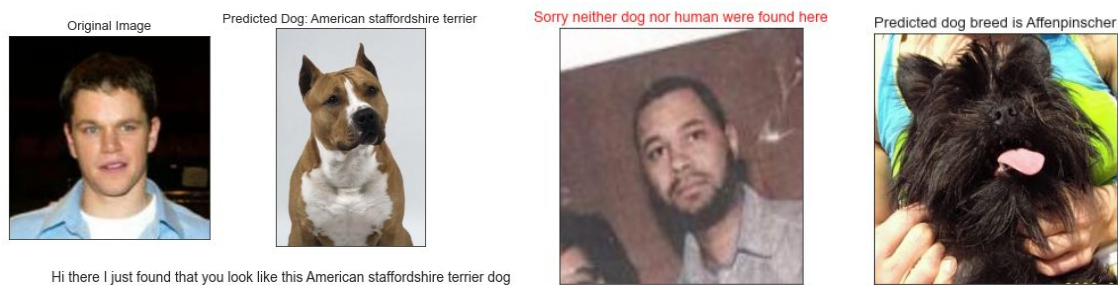 Original Image
Predicted Dog: American staffordshire terrier
Sorry neither dog nor human were found here
Predicted dog breed is Affenpinscher
Hi there I just found that you look like this American staffordshire terrier dog